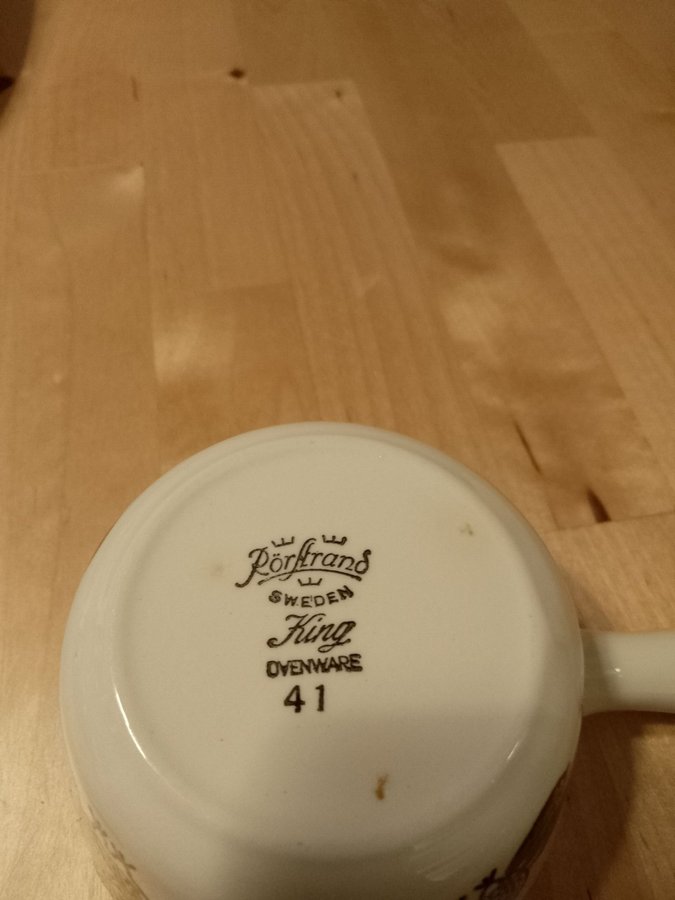 Rörstrand
SWEDEN
King
OVENWARE
41